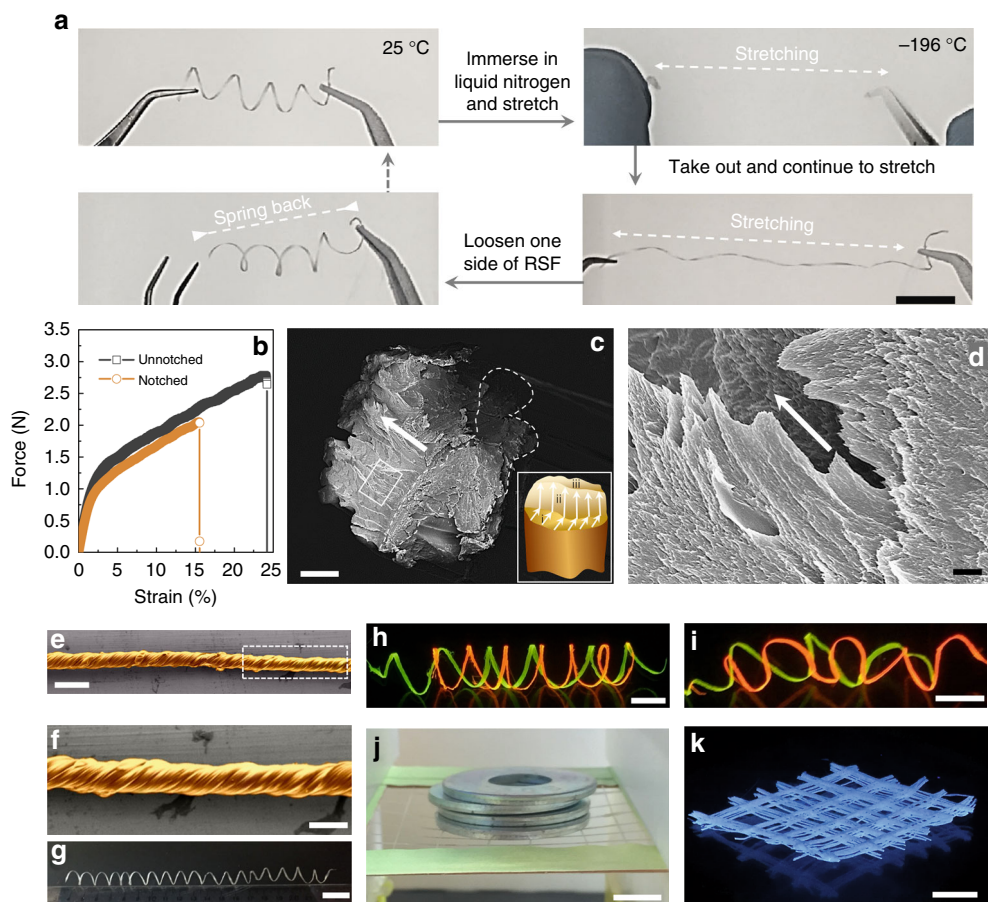 a
25 °C
Immerse in
liquid nitrogen
and stretch
Stretching
–196 °C
Take out and continue to stretch
Spring back
Loosen one
side of RSF
Stretching
b
Force (N)
3.5
3.0
2.5
2.0
1.5
1.0
0.5
0.0
Unnotched
Notched
0 5 10 15 20 25
Strain (%)
c
iii
ii
i
d
e
f
g
h
i
j
k